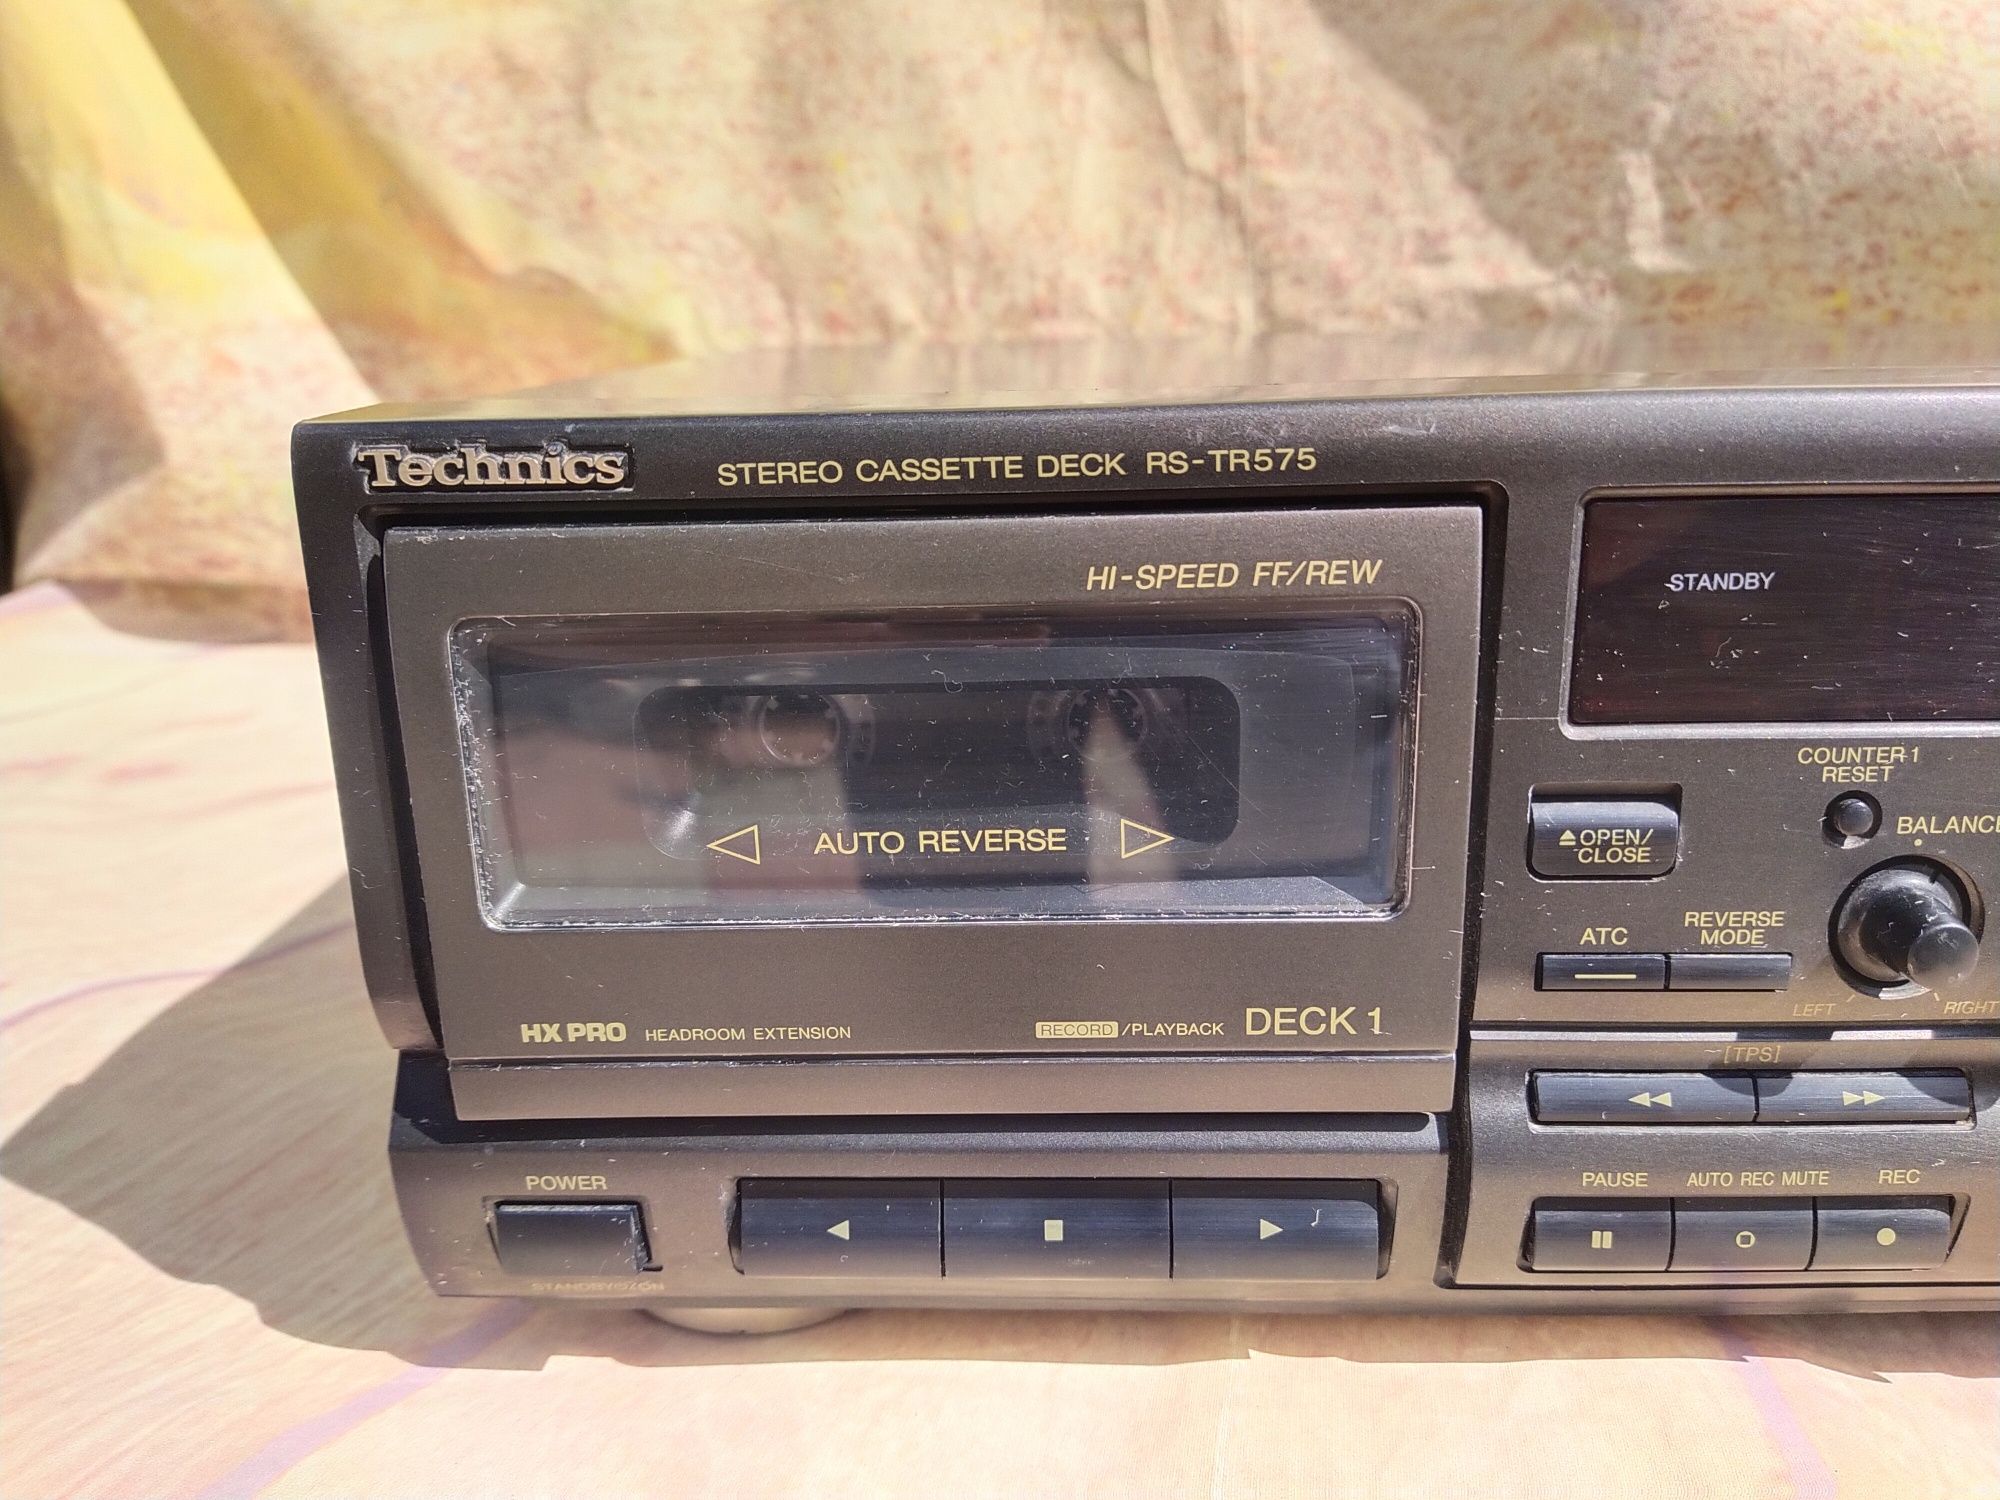 Technics
STEREO CASSETTE DECK RS-TR575
HI-SPEED FF/REW
STANDBY
AUTO REVERSE
COUNTER 1
RESET
BALANCE
OPEN/
CLOSE
ATC
REVERSE
MODE
LEFT
RIGHT
HX PRO HEADROOM EXTENSION
RECORD /PLAYBACK DECK 1
[TPS]
POWER
PAUSE
AUTO REC MUTE
REC
STANDBY